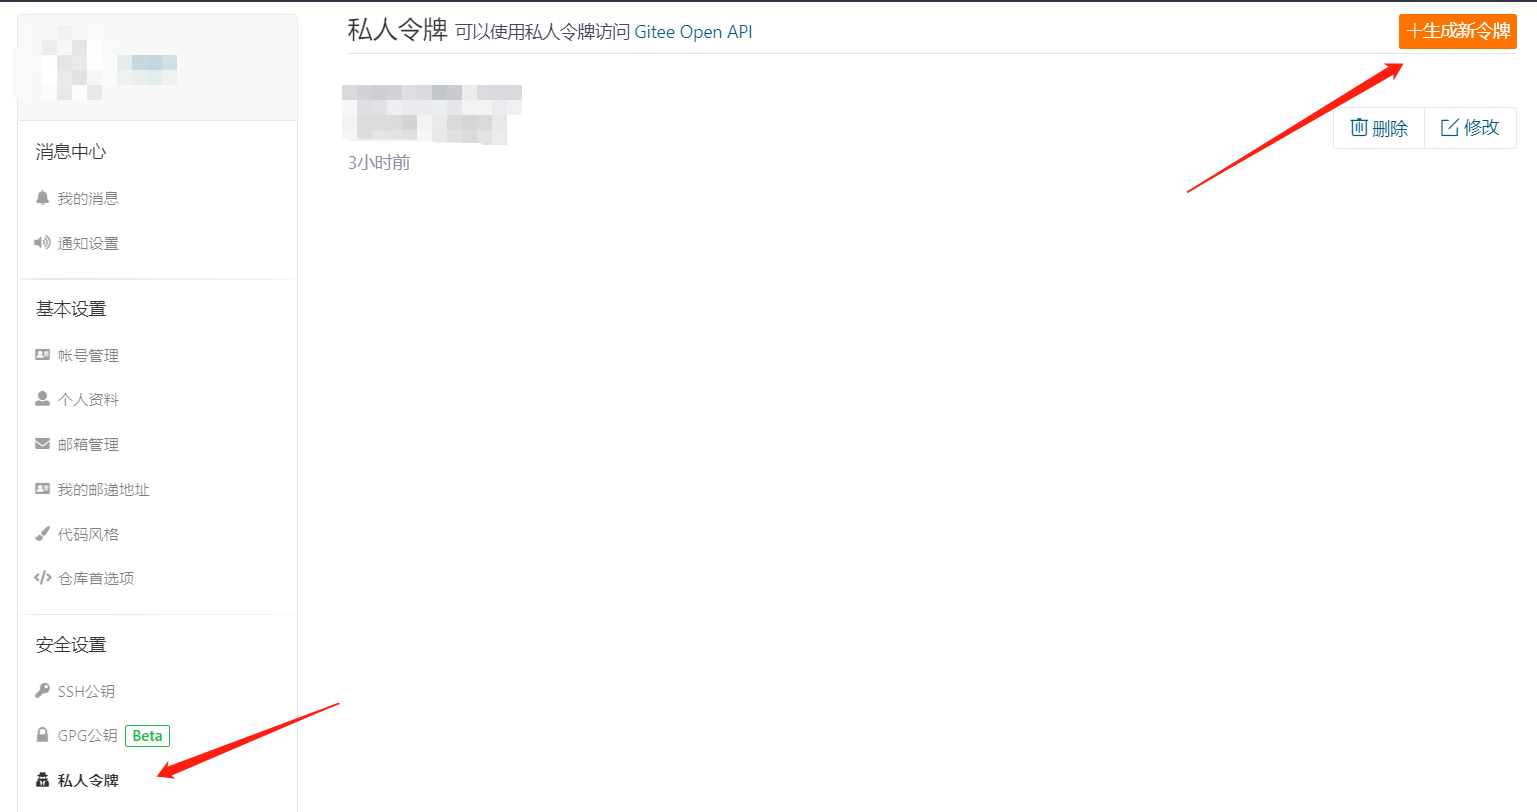 私人令牌 可以使用私人令牌访问 Gitee Open API
+生成新令牌
删除
修改
3小时前
消息中心
我的消息
通知设置
基本设置
帐号管理
个人资料
邮箱管理
我的邮递地址
代码风格
仓库首选项
安全设置
SSH公钥
GPG公钥 Beta
私人令牌